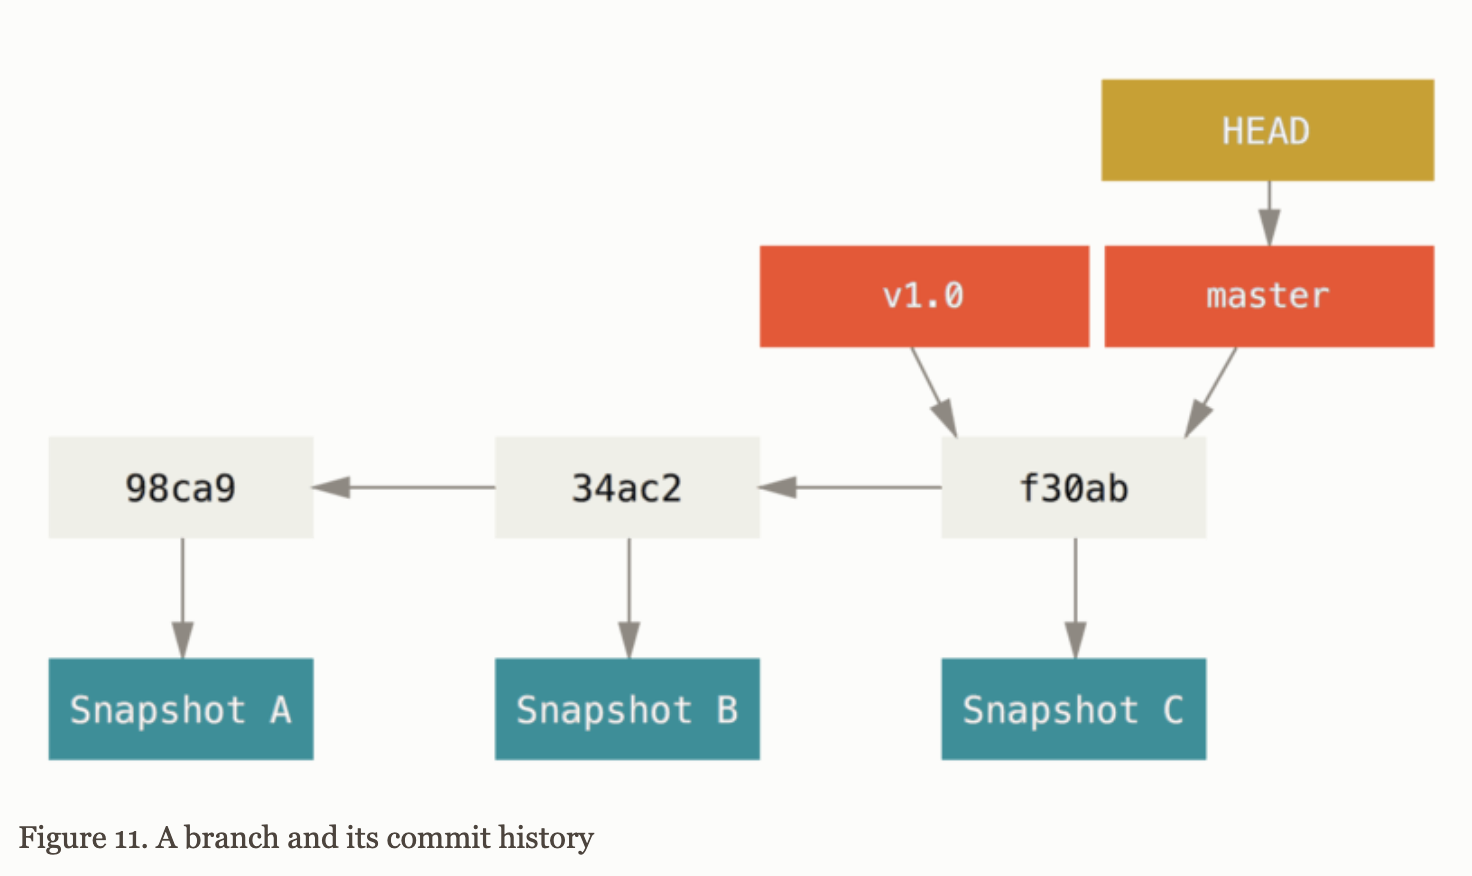 HEAD
v1.0 master
98ca9 34ac2 f30ab
Snapshot A Snapshot B Snapshot C
Figure 11. A branch and its commit history